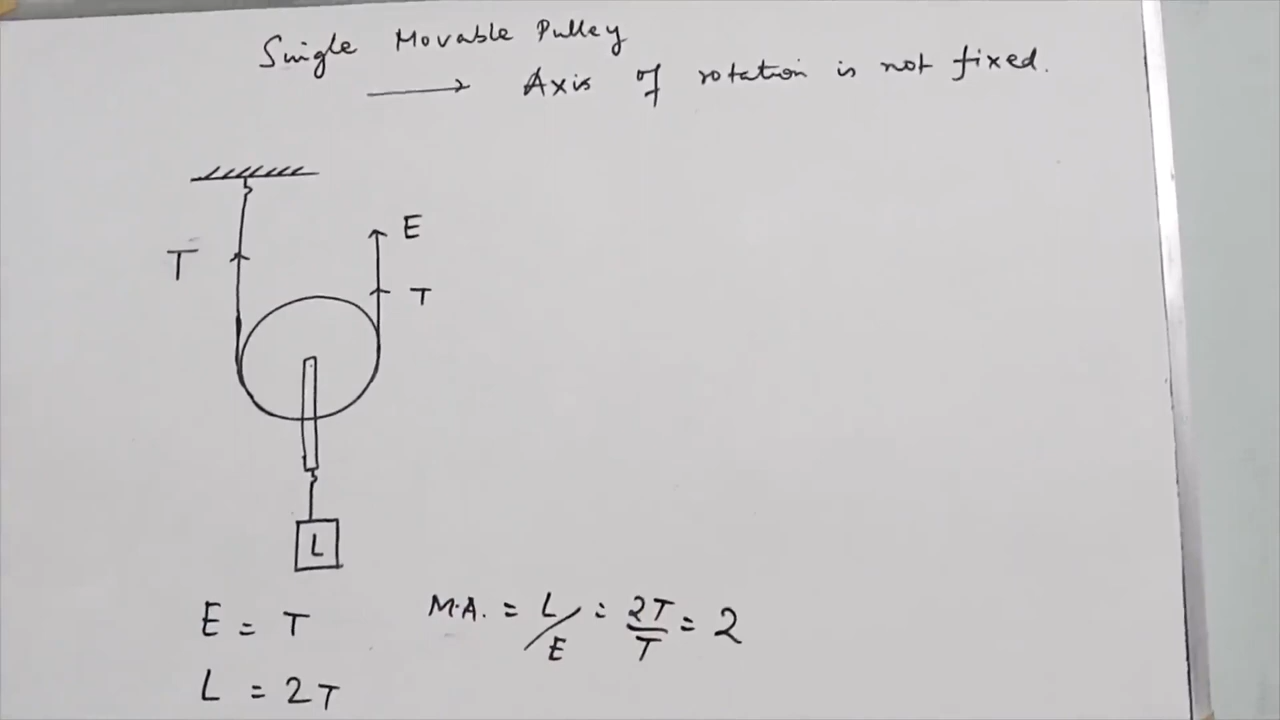 Single Movable Pulley
→ Axis of rotation is not fixed.
E
T
T
L
E = T
M.A. = L/E = 2T/T = 2
L = 2T